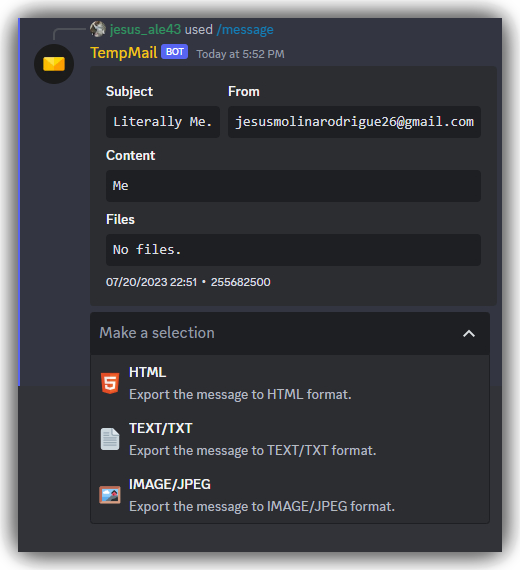 jesus_ale43 used /message
TempMail BOT Today at 5:52 PM
Subject From
Literally Me. jesusmolinarodrigue26@gmail.com
Content
Me
Files
No files.
07/20/2023 22:51 • 255682500
Make a selection
HTML
Export the message to HTML format.
TEXT/TXT
Export the message to TEXT/TXT format.
IMAGE/JPEG
Export the message to IMAGE/JPEG format.